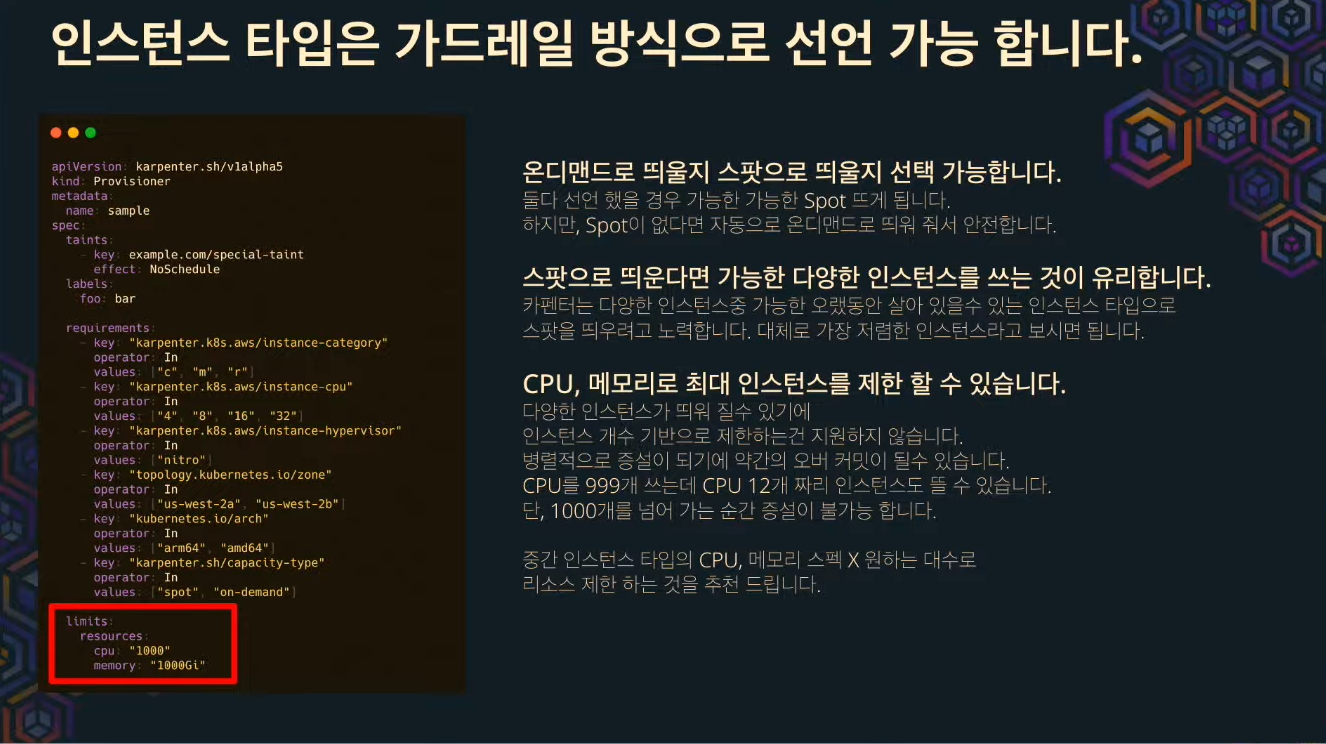 인스턴스 타입은 가드레일 방식으로 선언 가능 합니다.
apiVersion: karpenter.sh/v1alpha5
kind: Provisioner
metadata:
  name: sample
spec:
  taints:
    - key: example.com/special-taint
      effect: NoSchedule
  labels:
    foo: bar
  requirements:
    - key: "karpenter.k8s.aws/instance-category"
      operator: In
      values: ["c", "m", "r"]
    - key: "karpenter.k8s.aws/instance-cpu"
      operator: In
      values: ["4", "8", "16", "32"]
    - key: "karpenter.k8s.aws/instance-hypervisor"
      operator: In
      values: ["nitro"]
    - key: "topology.kubernetes.io/zone"
      operator: In
      values: ["us-west-2a", "us-west-2b"]
    - key: "kubernetes.io/arch"
      operator: In
      values: ["arm64", "amd64"]
    - key: "karpenter.sh/capacity-type"
      operator: In
      values: ["spot", "on-demand"]
  limits:
    resources:
      cpu: "1000"
      memory: "1000Gi"
온디맨드로 띄울지 스팟으로 띄울지 선택 가능합니다.
둘다 선언 했을 경우 가능한 가능한 Spot 뜨게 됩니다.
하지만, Spot이 없다면 자동으로 온디맨드로 띄워 줘서 안전합니다.
스팟으로 띄운다면 가능한 다양한 인스턴스를 쓰는 것이 유리합니다.
카펜터는 다양한 인스턴스중 가능한 오랬동안 살아 있을수 있는 인스턴스 타입으로
스팟을 띄우려고 노력합니다. 대체로 가장 저렴한 인스턴스라고 보시면 됩니다.
CPU, 메모리로 최대 인스턴스를 제한 할 수 있습니다.
다양한 인스턴스가 띄워 질수 있기에
인스턴스 개수 기반으로 제한하는건 지원하지 않습니다.
병렬적으로 증설이 되기에 약간의 오버 커밋이 될수 있습니다.
CPU를 999개 쓰는데 CPU 12개 짜리 인스턴스도 뜰 수 있습니다.
단, 1000개를 넘어 가는 순간 증설이 불가능 합니다.
중간 인스턴스 타입의 CPU, 메모리 스펙 X 원하는 대수로
리소스 제한 하는 것을 추천 드립니다.